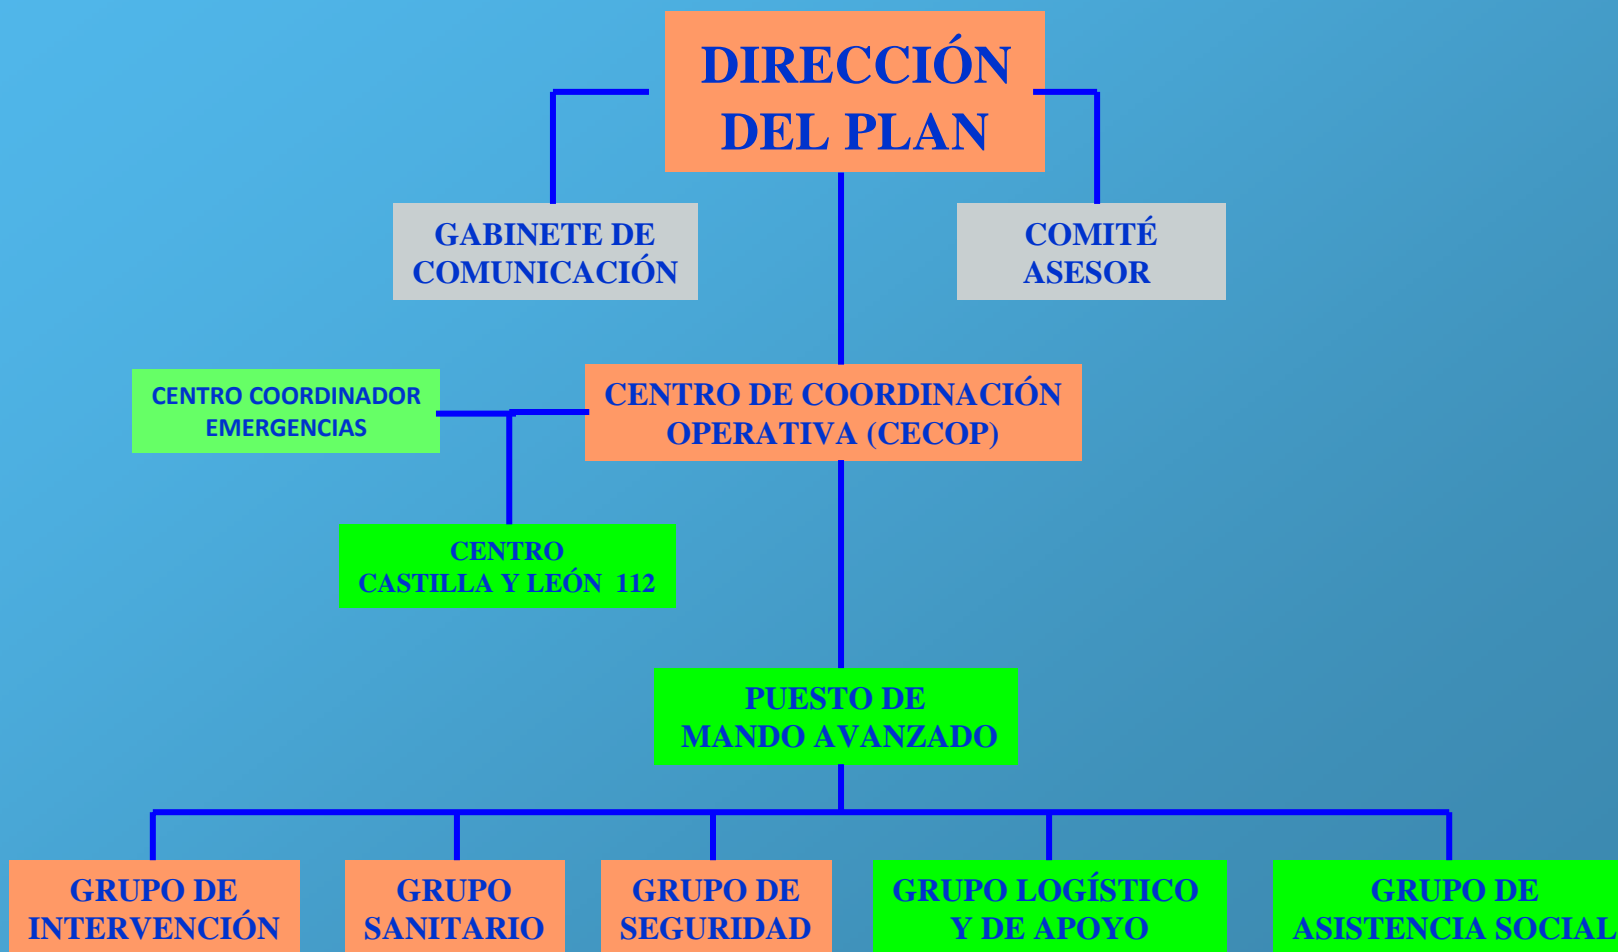 DIRECCIÓN
DEL PLAN
GABINETE DE
COMUNICACIÓN
COMITÉ
ASESOR
CENTRO COORDINADOR
EMERGENCIAS
CENTRO DE COORDINACIÓN
OPERATIVA (CECOP)
CENTRO
CASTILLA Y LEÓN 112
PUESTO DE
MANDO AVANZADO
GRUPO DE
INTERVENCIÓN
GRUPO
SANITARIO
GRUPO DE
SEGURIDAD
GRUPO LOGÍSTICO
Y DE APOYO
GRUPO DE
ASISTENCIA SOCIAL